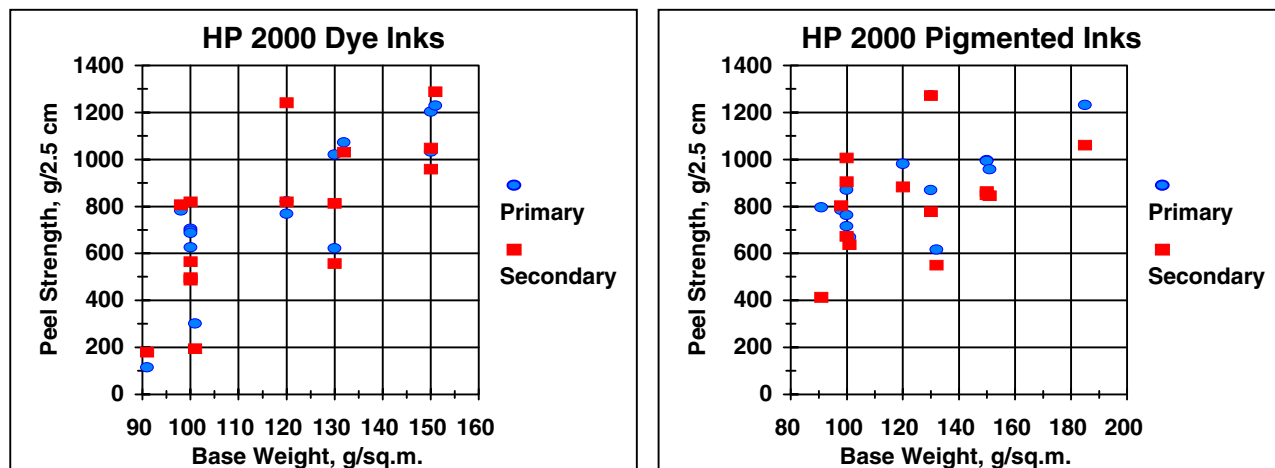 HP 2000 Dye Inks
1400
1200
1000
800
600
400
200
0
Peel Strength, g/2.5 cm
90 100 110 120 130 140 150 160
Base Weight, g/sq.m.
Primary
Secondary
HP 2000 Pigmented Inks
1400
1200
1000
800
600
400
200
0
Peel Strength, g/2.5 cm
80 100 120 140 160 180 200
Base Weight, g/sq.m.
Primary
Secondary